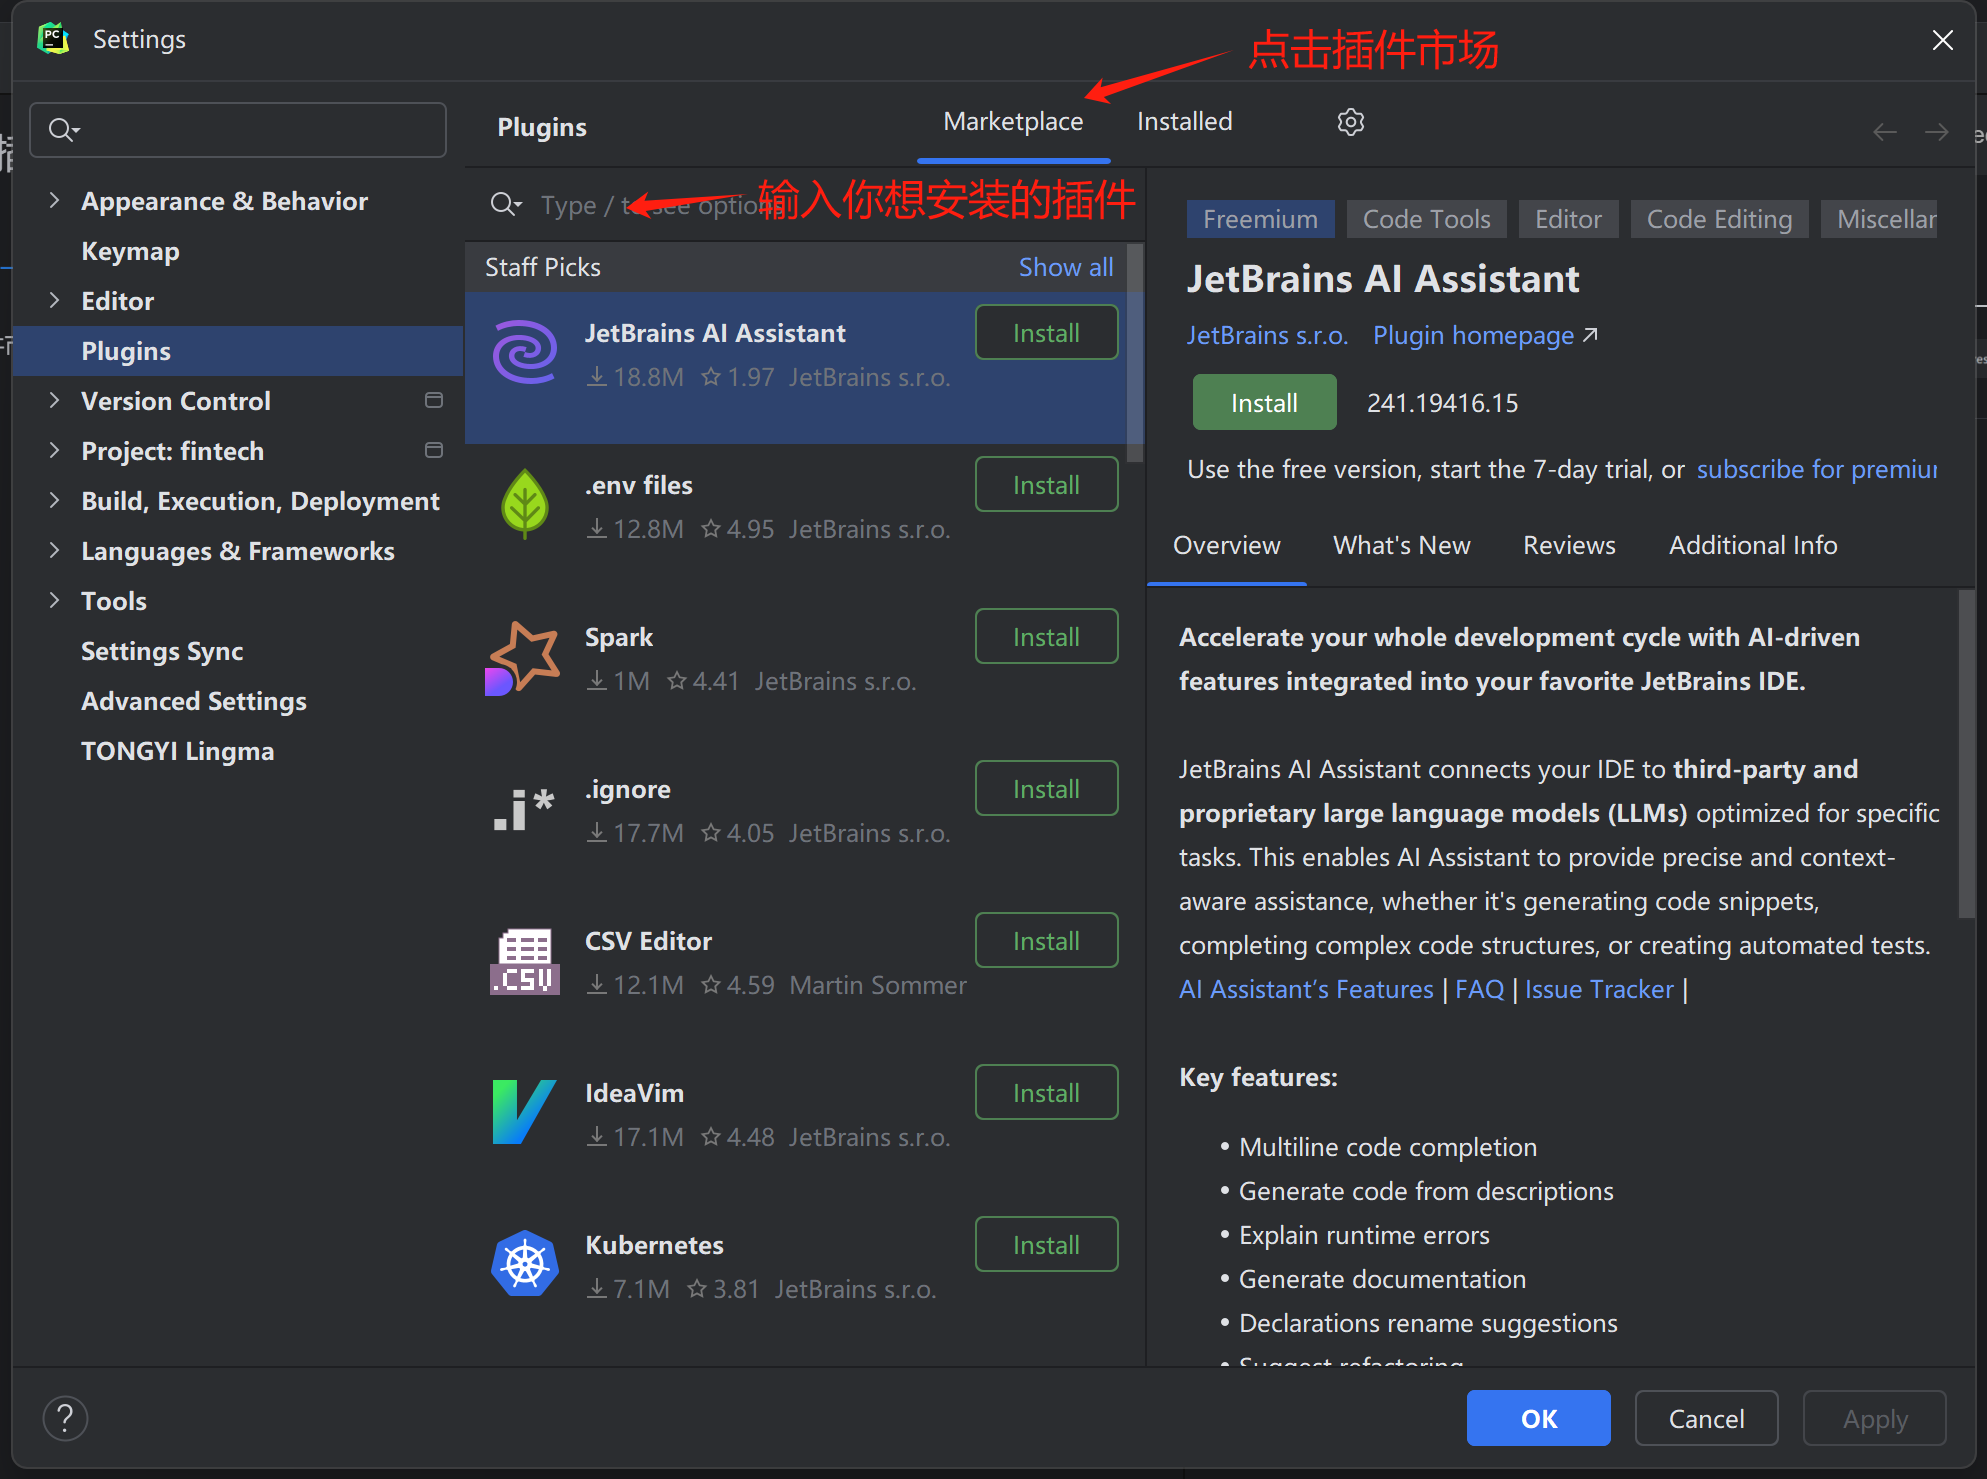 PC
Settings
点击插件市场
Plugins
Marketplace
Installed
Appearance & Behavior
Keymap
Editor
Plugins
Version Control
Project: fintech
Build, Execution, Deployment
Languages & Frameworks
Tools
Settings Sync
Advanced Settings
TONGYI Lingma
Type / to see options
输入你想安装的插件
Staff Picks
Show all
JetBrains AI Assistant
Install
18.8M 1.97 JetBrains s.r.o.
.env files
Install
12.8M 4.95 JetBrains s.r.o.
Spark
Install
1M 4.41 JetBrains s.r.o.
.i*
.ignore
Install
17.7M 4.05 JetBrains s.r.o.
.CSV
CSV Editor
Install
12.1M 4.59 Martin Sommer
IdeaVim
Install
17.1M 4.48 JetBrains s.r.o.
Kubernetes
Install
7.1M 3.81 JetBrains s.r.o.
Freemium
Code Tools
Editor
Code Editing
Miscellar
JetBrains AI Assistant
JetBrains s.r.o. Plugin homepage
Install
241.19416.15
Use the free version, start the 7-day trial, or subscribe for premiur
Overview
What's New
Reviews
Additional Info
Accelerate your whole development cycle with AI-driven
features integrated into your favorite JetBrains IDE.
JetBrains AI Assistant connects your IDE to third-party and
proprietary large language models (LLMs) optimized for specific
tasks. This enables AI Assistant to provide precise and context-
aware assistance, whether it's generating code snippets,
completing complex code structures, or creating automated tests.
AI Assistant’s Features | FAQ | Issue Tracker |
Key features:
• Multiline code completion
• Generate code from descriptions
• Explain runtime errors
• Generate documentation
• Declarations rename suggestions
• Suggest refactoring
?
OK
Cancel
Apply